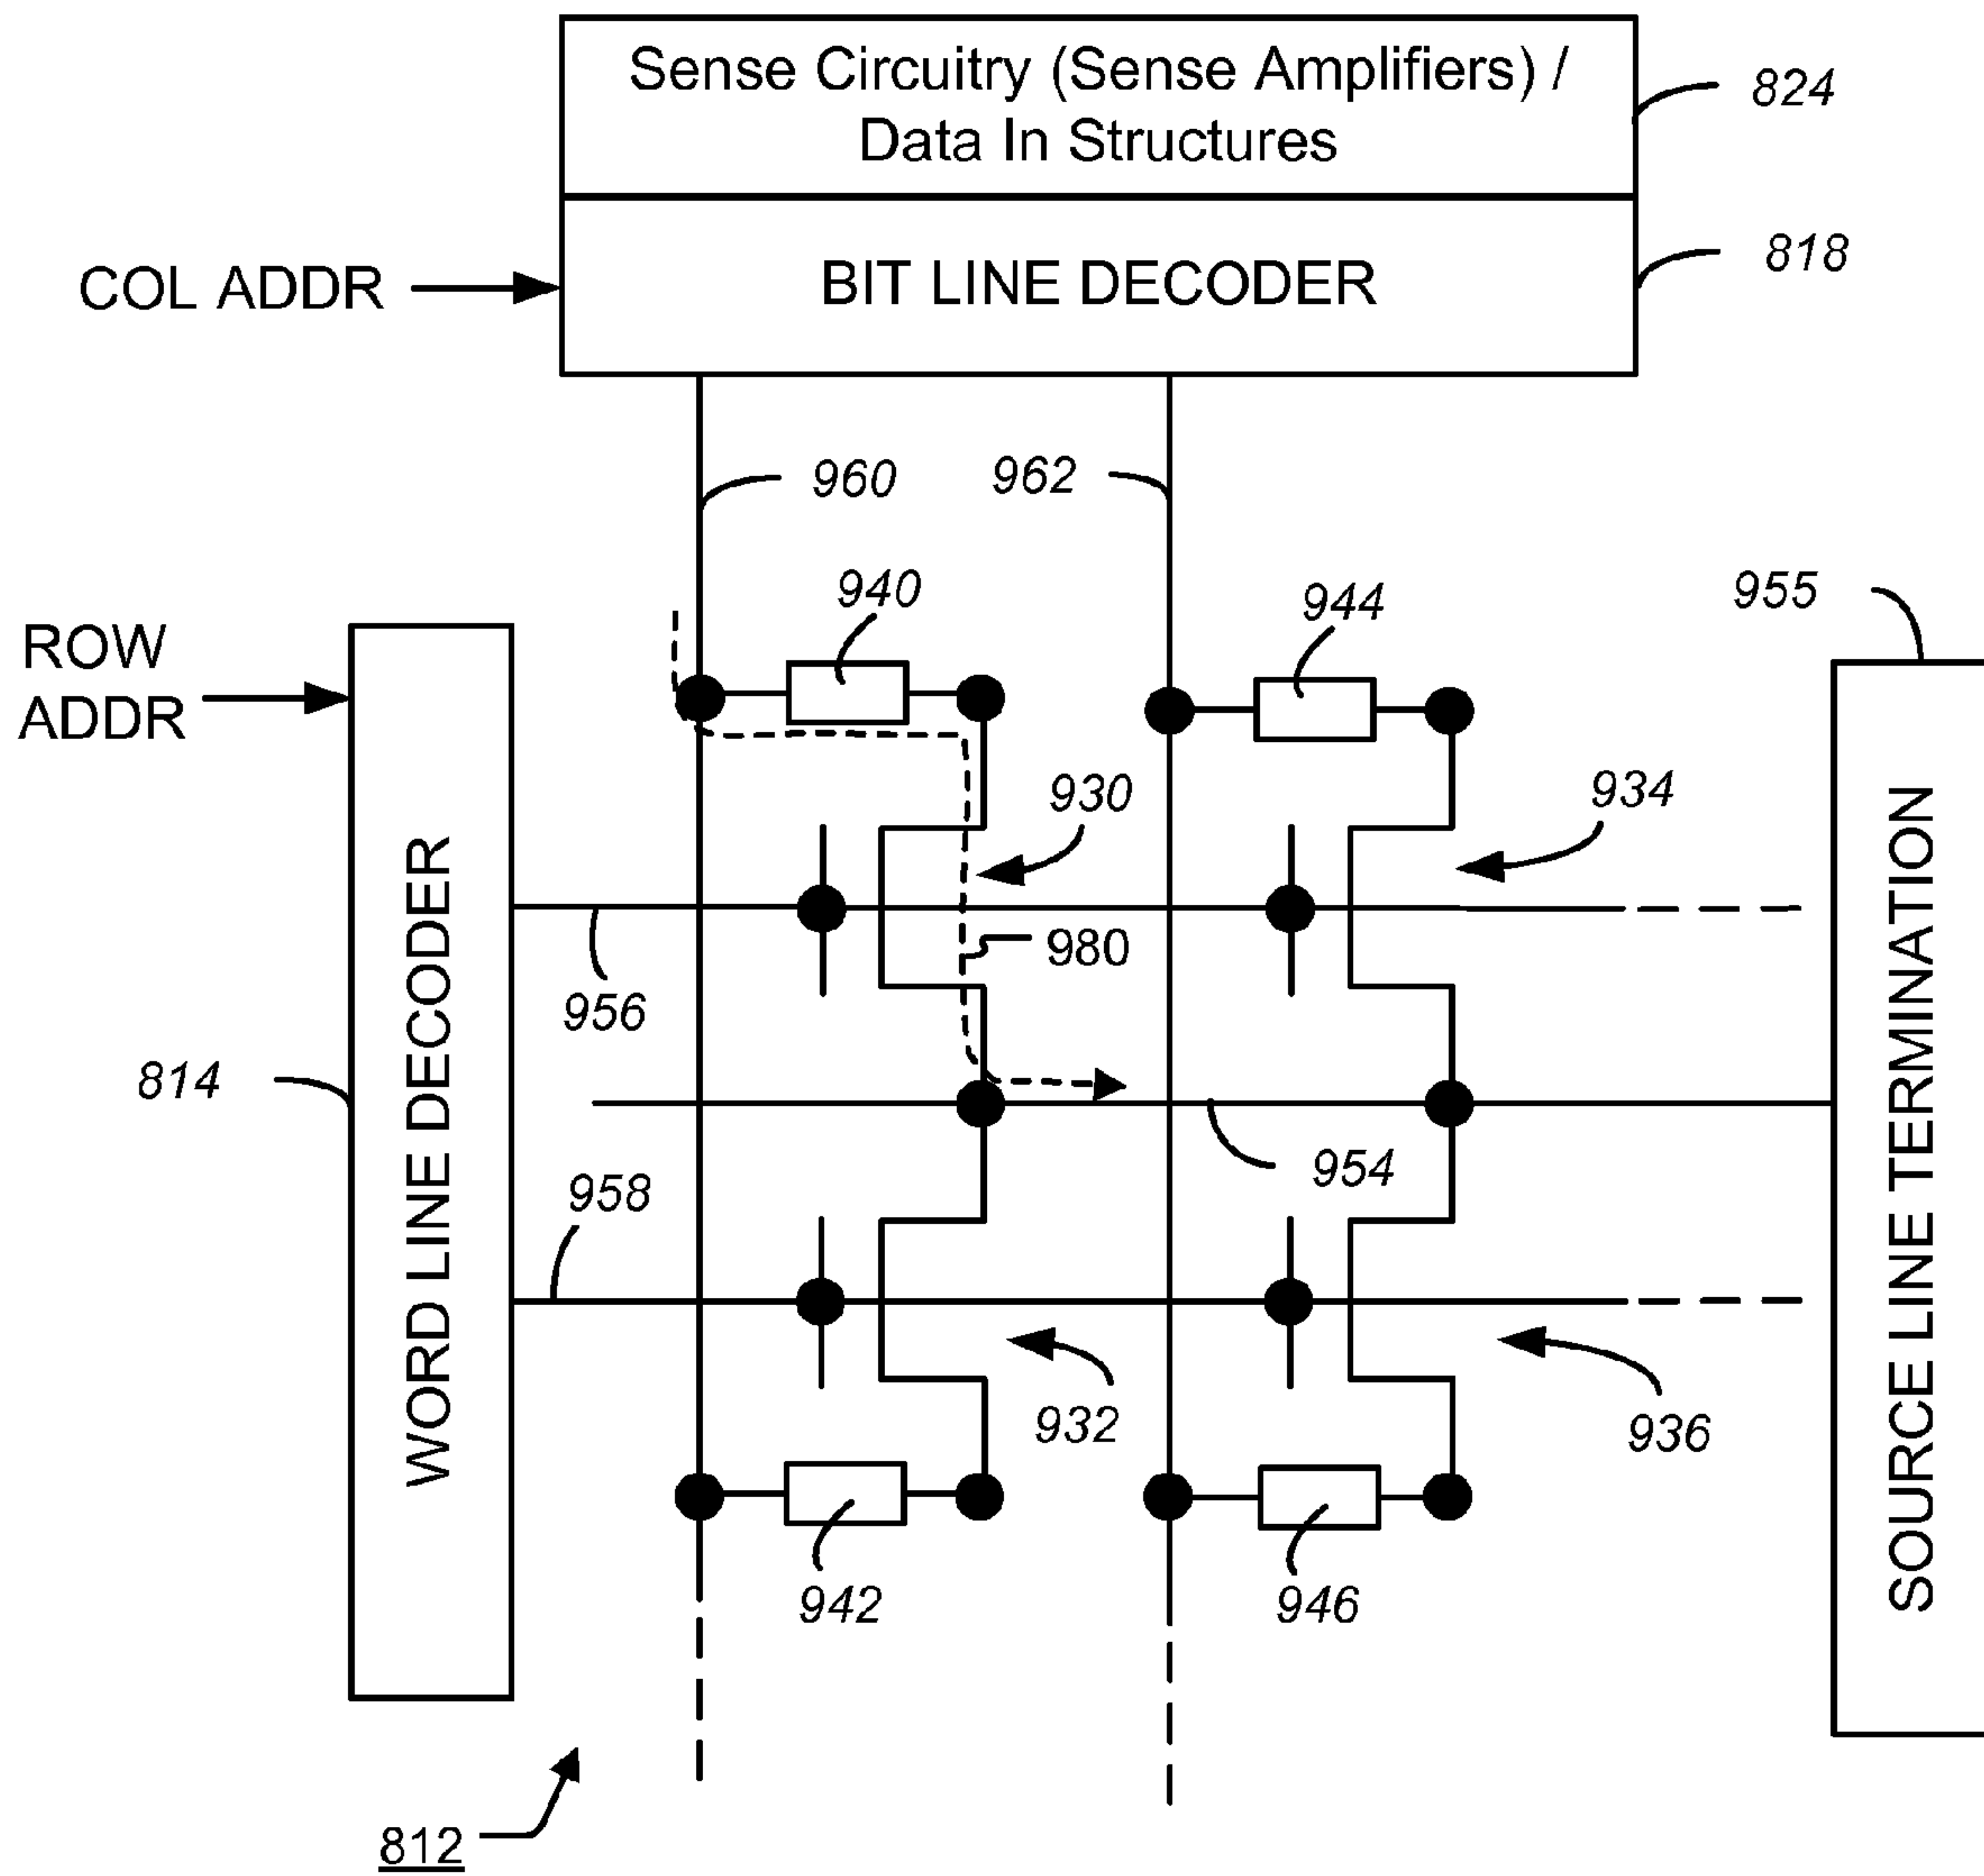 Sense Circuitry (Sense Amplifiers) /
Data In Structures
824
BIT LINE DECODER
818
COL ADDR
960
962
940
944
955
ROW
ADDR
930
934
980
956
814
WORD LINE DECODER
SOURCE LINE TERMINATION
954
958
932
936
942
946
812